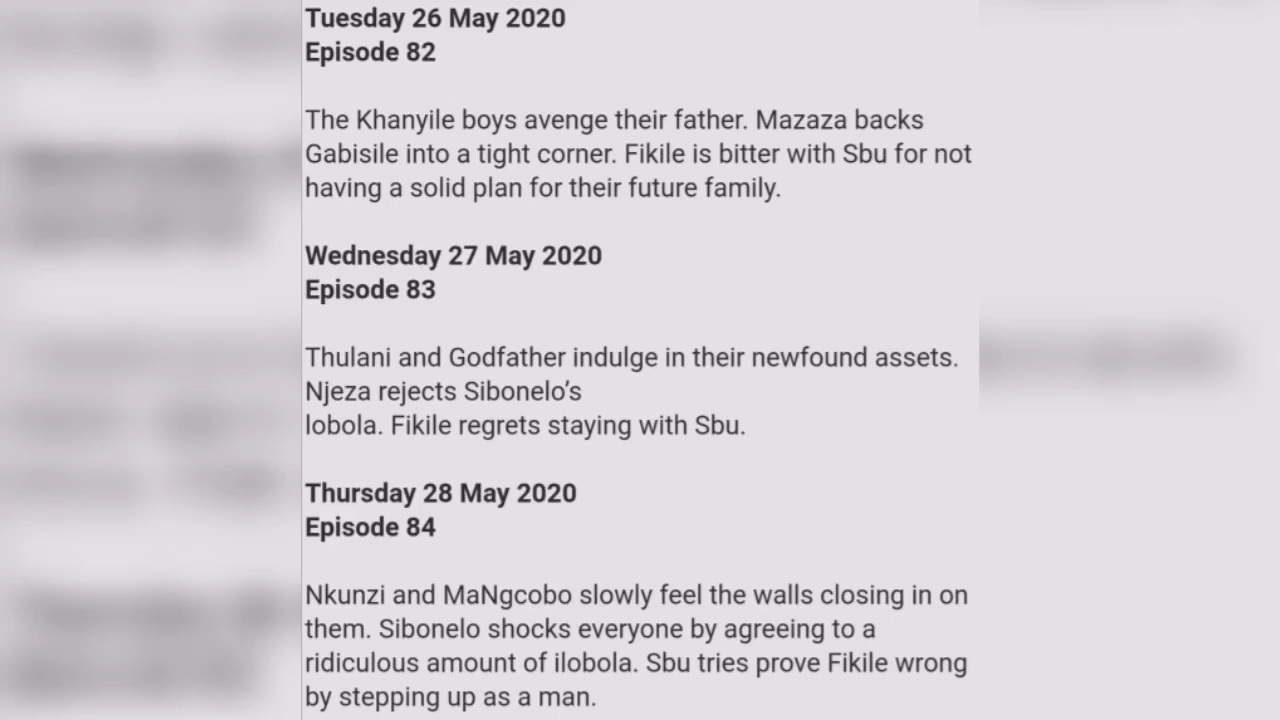 Tuesday 26 May 2020
Episode 82
The Khanyile boys avenge their father. Mazaza backs
Gabisile into a tight corner. Fikile is bitter with Sbu for not
having a solid plan for their future family.
Wednesday 27 May 2020
Episode 83
Thulani and Godfather indulge in their newfound assets.
Njeza rejects Sibonelo’s
lobola. Fikile regrets staying with Sbu.
Thursday 28 May 2020
Episode 84
Nkunzi and MaNgcobo slowly feel the walls closing in on
them. Sibonelo shocks everyone by agreeing to a
ridiculous amount of ilobola. Sbu tries prove Fikile wrong
by stepping up as a man.